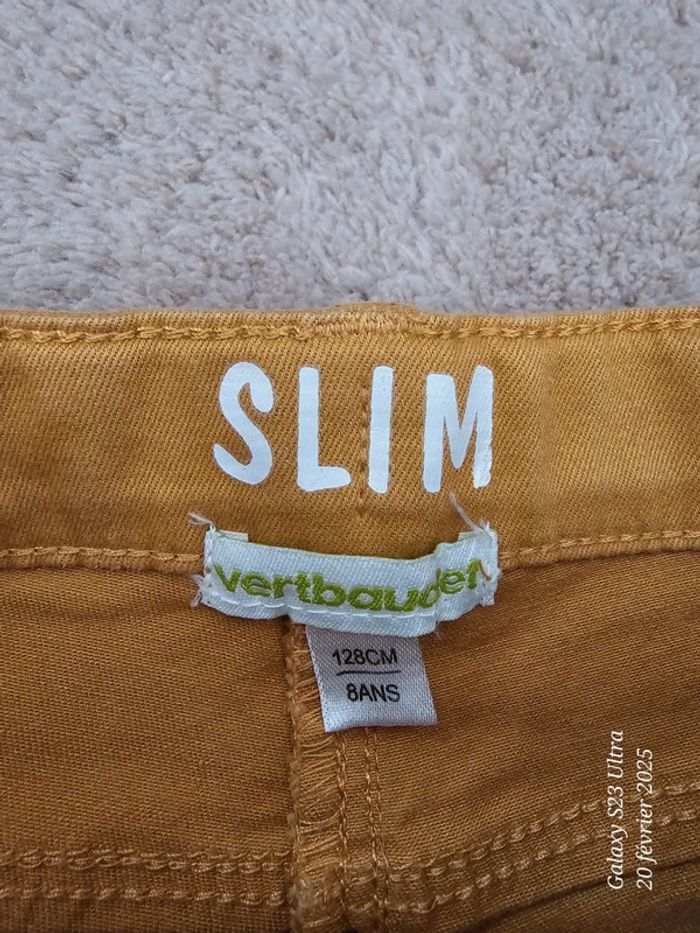 SLIM
vertbaudet
128CM
8ANS
Galaxy S23 Ultra
20 février 2025